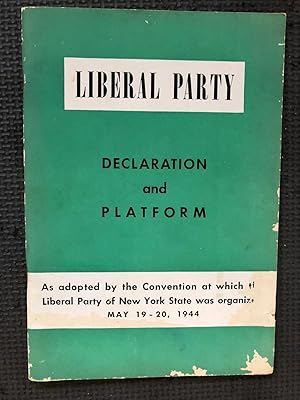 LIBERAL PARTY
DECLARATION
and
PLATFORM
As adopted by the Convention at which
Liberal Party of New York State was
MAY 19-20, 1944